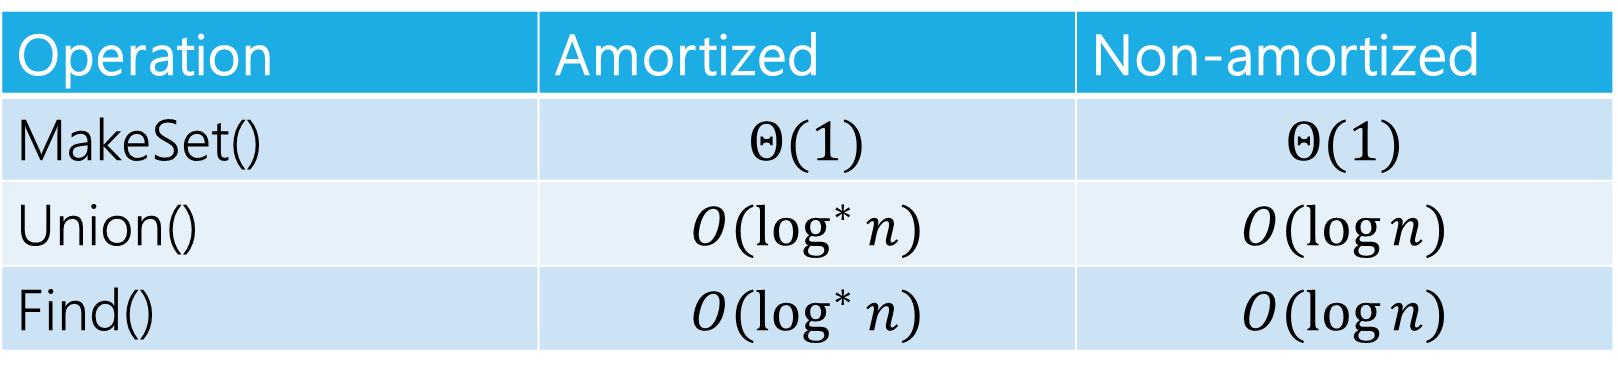 Operation Amortized Non-amortized
MakeSet() Θ(1) Θ(1)
Union() O(log* n) O(log n)
Find() O(log* n) O(log n)